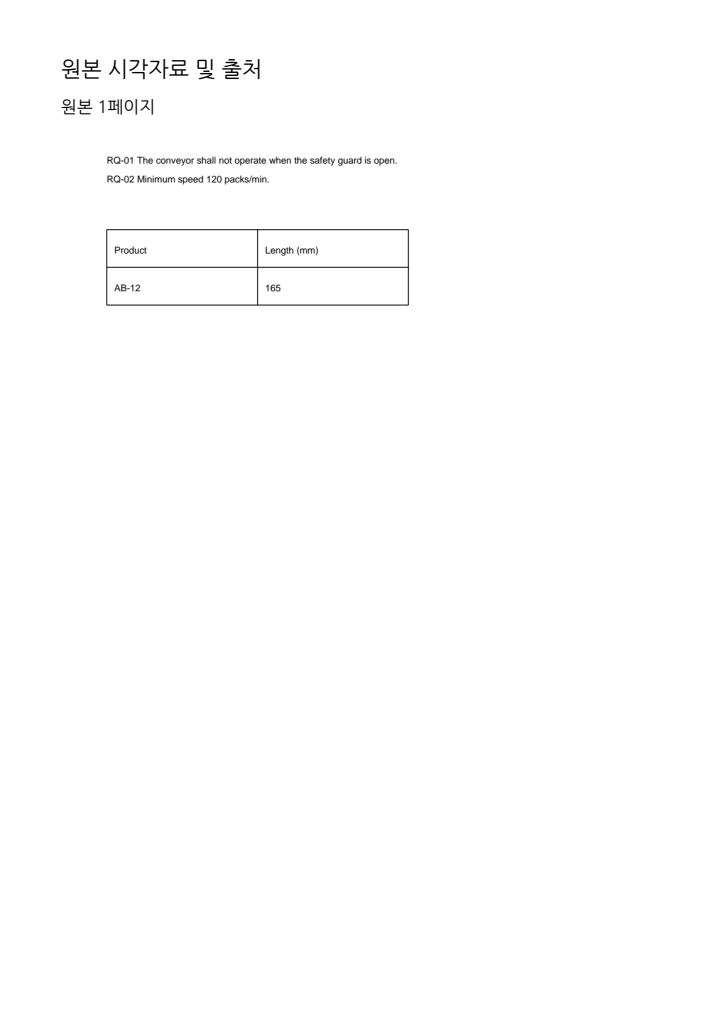 원본 시각자료 및 출처
원본 1페이지
RQ-01 The conveyor shall not operate when the safety guard is open.
RQ-02 Minimum speed 120 packs/min.
Product Length (mm)
AB-12 165